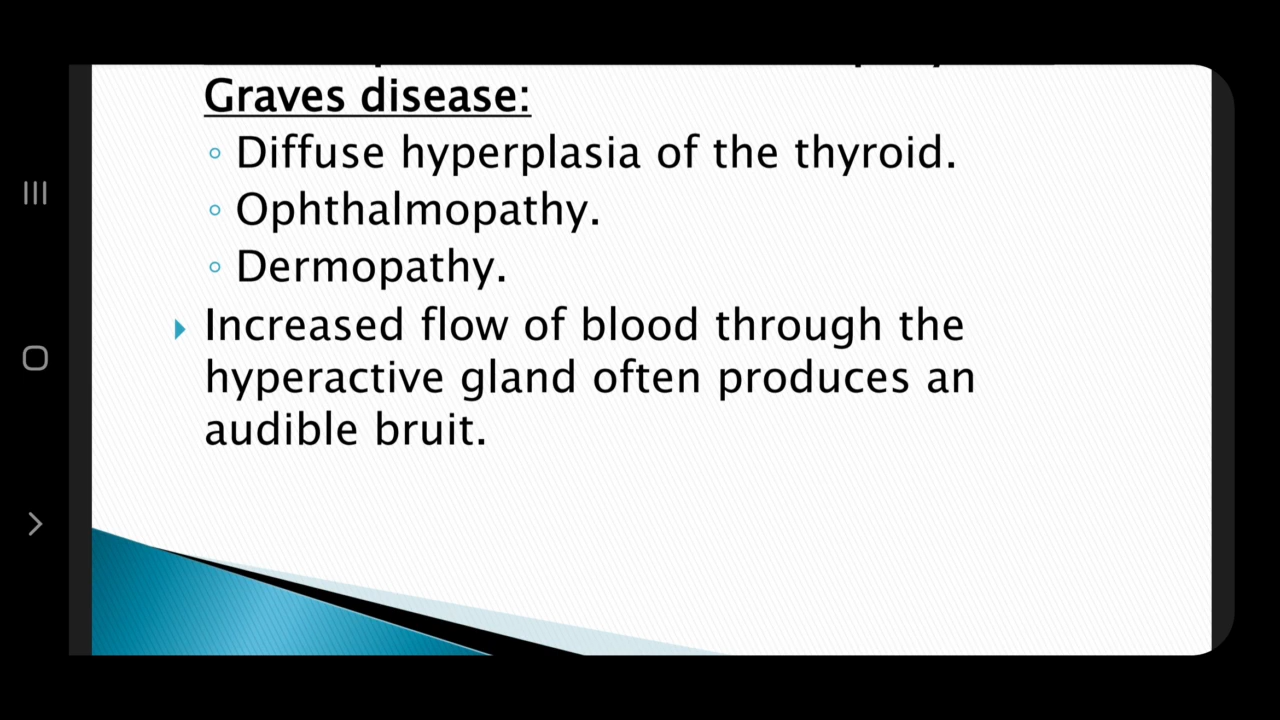 Graves disease:
◦ Diffuse hyperplasia of the thyroid.
◦ Ophthalmopathy.
◦ Dermopathy.
Increased flow of blood through the
hyperactive gland often produces an
audible bruit.